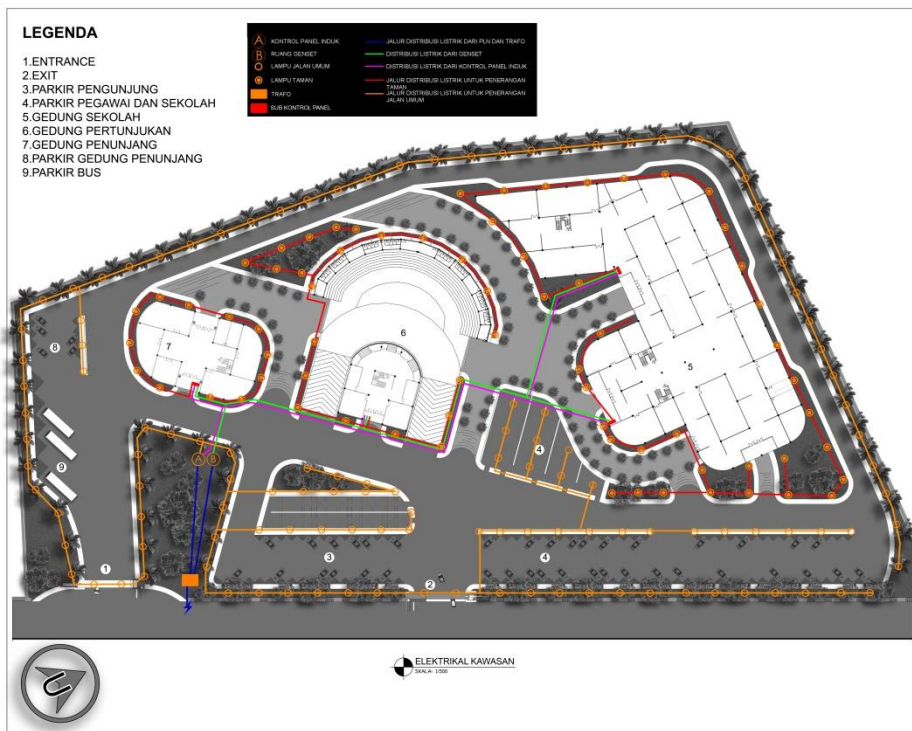 LEGENDA
1.ENTRANCE
2.EXIT
3.PARKIR PENGUNJUNG
4.PARKIR PEGAWAI DAN SEKOLAH
5.GEDUNG SEKOLAH
6.GEDUNG PERTUNJUKAN
7.GEDUNG PENUNJANG
8.PARKIR GEDUNG PENUNJANG
9.PARKIR BUS
A KONTROL PANEL INDUK
B RUANG GENSET
LAMPU JALAN UMUM
LAMPU TAMAN
TRAFO
SUB KONTROL PANEL
JALUR DISTRIBUSI LISTRIK DARI PLN DAN TRAFO
DISTRIBUSI LISTRIK DARI GENSET
DISTRIBUSI LISTRIK DARI KONTROL PANEL INDUK
JALUR DISTRIBUSI LISTRIK UNTUK PENERANGAN
TAMAN
JALUR DISTRIBUSI LISTRIK UNTUK PENERANGAN
JALAN UMUM
6
8
7
5
4
A B
9
3
4
1
2
ELEKTRIKAL KAWASAN
SKALA- 1:500
U